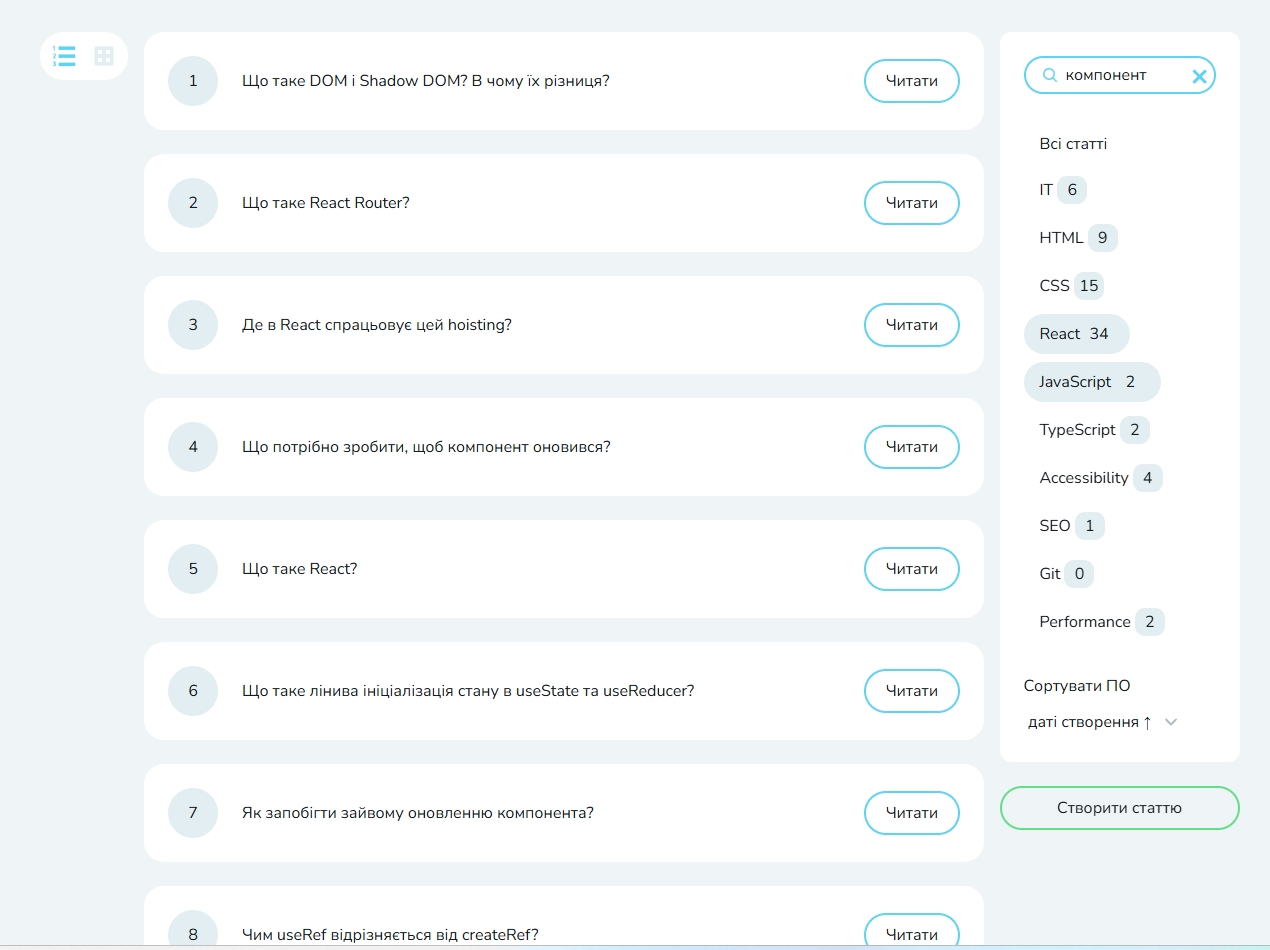 1 Що таке DOM і Shadow DOM? В чому їх різниця? Читати
2 Що таке React Router? Читати
3 Де в React спрацьовує цей hoisting? Читати
4 Що потрібно зробити, щоб компонент оновився? Читати
5 Що таке React? Читати
6 Що таке лінива ініціалізація стану в useState та useReducer? Читати
7 Як запобігти зайвому оновленню компонента? Читати
8 Чим useRef відрізняється від createRef? Читати
компонент
Всі статті
IT 6
HTML 9
CSS 15
React 34
JavaScript 2
TypeScript 2
Accessibility 4
SEO 1
Git 0
Performance 2
Сортувати ПО
даті створення ↑
Створити статтю